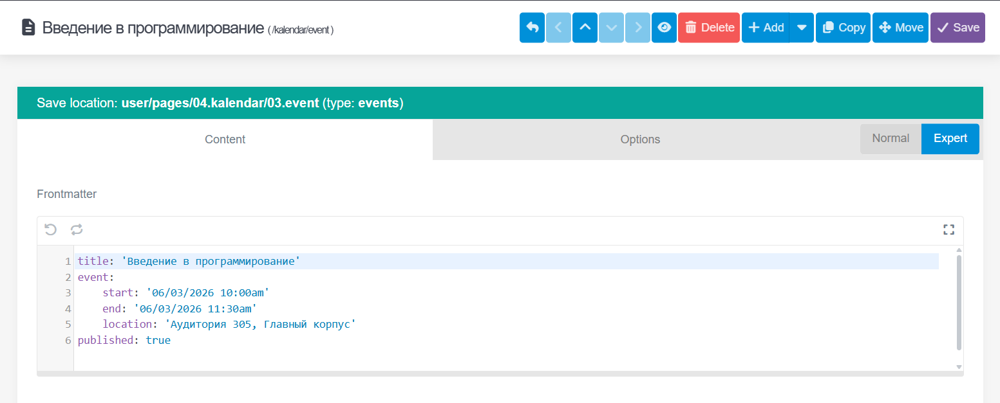 Введение в программирование ( /kalendar/event )
Delete
Add
Copy
Move
Save
Save location: user/pages/04.kalendar/03.event (type: events)
Content
Options
Normal
Expert
Frontmatter
1 title: 'Введение в программирование'
2 event:
3     start: '06/03/2026 10:00am'
4     end: '06/03/2026 11:30am'
5     location: 'Аудитория 305, Главный корпус'
6 published: true